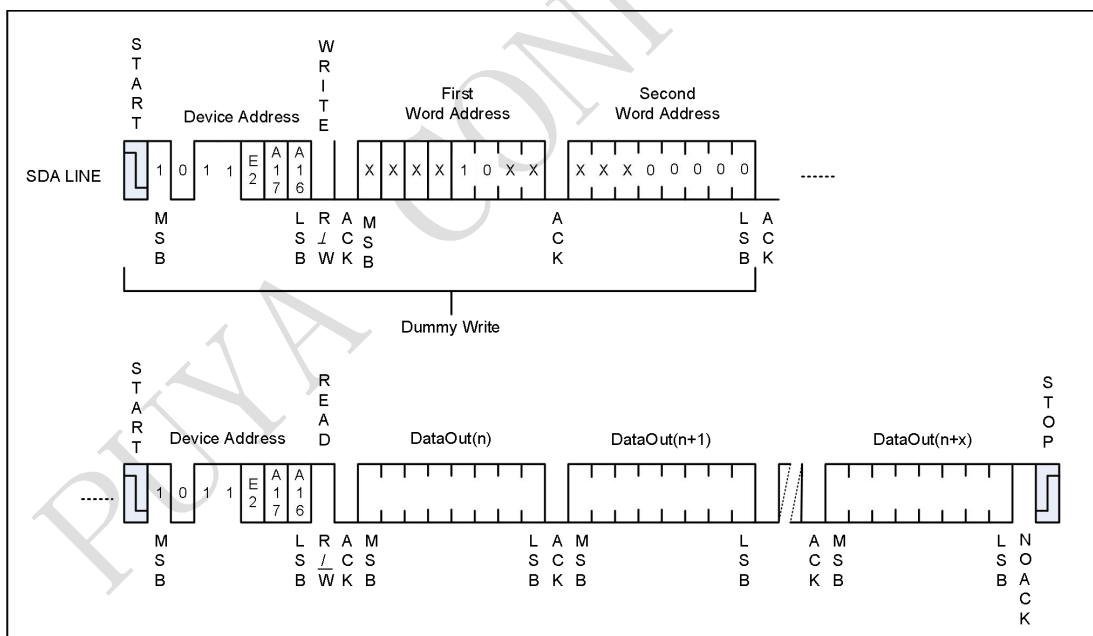 START
WRITE
Device Address
First
Word Address
Second
Word Address
SDA LINE
1 0 1 1 E2 A17 A16
X X X X 1 0 X X
X X X 0 0 0 0 0
......
MSB
LSB
R/W
ACK
MSB
ACK
LSB
ACK
Dummy Write
START
READ
STOP
Device Address
DataOut(n)
DataOut(n+1)
DataOut(n+x)
......
1 0 1 1 E2 A17 A16
MSB
LSB
R/W
ACK
MSB
LSB
ACK
MSB
LSB
ACK
MSB
LSB
NOACK
PUYA CONI